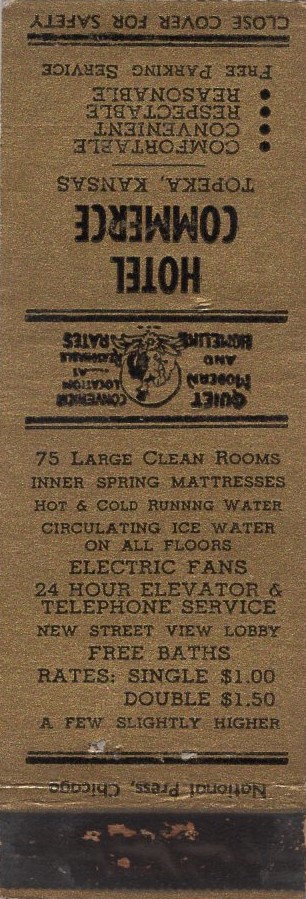 National Press, Chicago
QUIET
MODERN
AND
HOMELIKE
CONVENIENT
LOCATION
AT
REASONABLE
RATES
HOTEL
COMMERCE
TOPEKA, KANSAS
• COMFORTABLE
• CONVENIENT
• RESPECTABLE
• REASONABLE
FREE PARKING SERVICE
CLOSE COVER FOR SAFETY
75 LARGE CLEAN ROOMS
INNER SPRING MATTRESSES
HOT & COLD RUNNNG WATER
CIRCULATING ICE WATER
ON ALL FLOORS
ELECTRIC FANS
24 HOUR ELEVATOR &
TELEPHONE SERVICE
NEW STREET VIEW LOBBY
FREE BATHS
RATES: SINGLE $1.00
DOUBLE $1.50
A FEW SLIGHTLY HIGHER